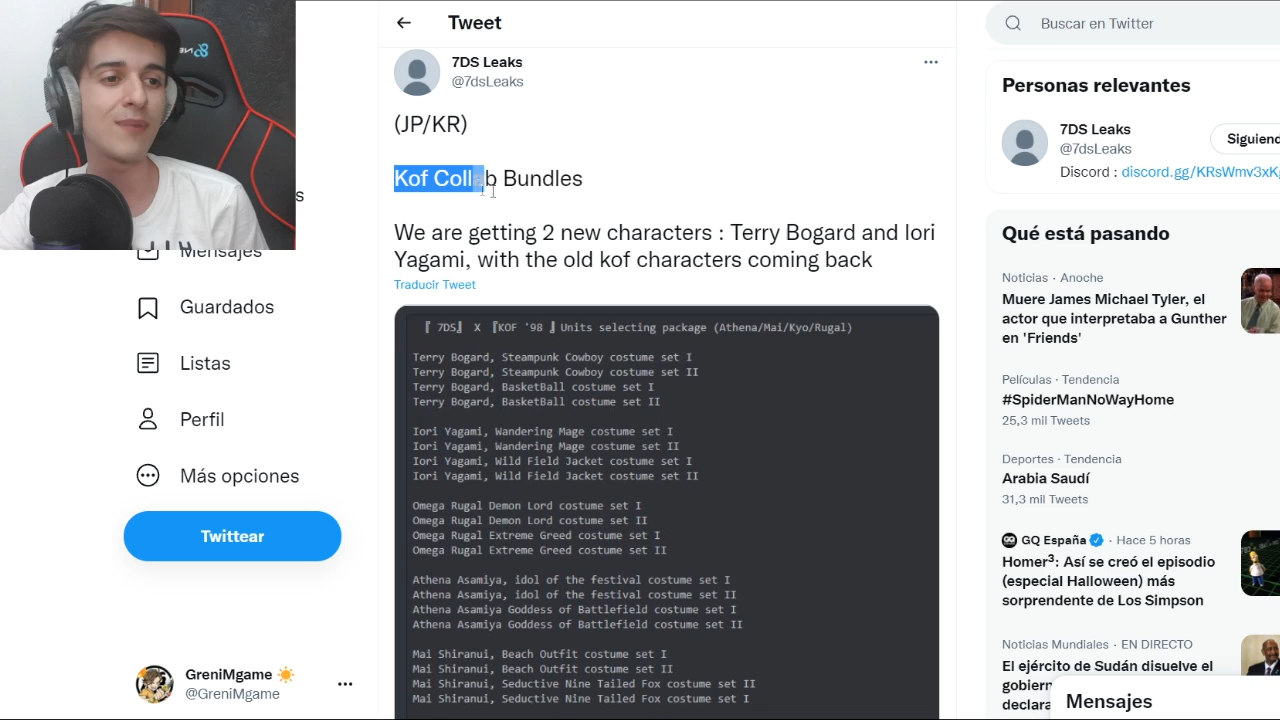 Tweet
7DS Leaks
@7dsLeaks
(JP/KR)
Kof Collab Bundles
We are getting 2 new characters : Terry Bogard and Iori
Yagami, with the old kof characters coming back
Traducir Tweet
『 7DS』 X 『KOF '98 』Units selecting package (Athena/Mai/Kyo/Rugal)
Terry Bogard, Steampunk Cowboy costume set I
Terry Bogard, Steampunk Cowboy costume set II
Terry Bogard, BasketBall costume set I
Terry Bogard, BasketBall costume set II
Iori Yagami, Wandering Mage costume set I
Iori Yagami, Wandering Mage costume set II
Iori Yagami, Wild Field Jacket costume set I
Iori Yagami, Wild Field Jacket costume set II
Omega Rugal Demon Lord costume set I
Omega Rugal Demon Lord costume set II
Omega Rugal Extreme Greed costume set I
Omega Rugal Extreme Greed costume set II
Athena Asamiya, idol of the festival costume set I
Athena Asamiya, idol of the festival costume set II
Athena Asamiya Goddess of Battlefield costume set I
Athena Asamiya Goddess of Battlefield costume set II
Mai Shiranui, Beach Outfit costume set I
Mai Shiranui, Beach Outfit costume set II
Mai Shiranui, Seductive Nine Tailed Fox costume set II
Mai Shiranui, Seductive Nine Tailed Fox costume set I
Mensajes
Guardados
Listas
Perfil
Más opciones
Twittear
GreniMgame
@GreniMgame
Buscar en Twitter
Personas relevantes
7DS Leaks
@7dsLeaks
Siguiend
Discord : discord.gg/KRsWmv3xK
Qué está pasando
Noticias · Anoche
Muere James Michael Tyler, el
actor que interpretaba a Gunther
en 'Friends'
Películas · Tendencia
#SpiderManNoWayHome
25,3 mil Tweets
Deportes · Tendencia
Arabia Saudí
31,3 mil Tweets
GQ España · Hace 5 horas
Homer³: Así se creó el episodio
(especial Halloween) más
sorprendente de Los Simpson
Noticias Mundiales · EN DIRECTO
El ejército de Sudán disuelve el
gobiern
declara
Mensajes